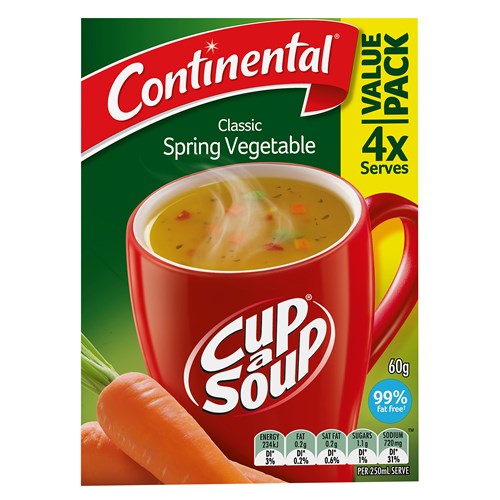 Continental®
Classic
Spring Vegetable
VALUE
PACK
4x
Serves
Cup®
a
Soup
60g
99%
fat free†
ENERGY
234kJ
DI*
3%
FAT
0.2g
DI*
0.2%
SAT FAT
0.2g
DI*
0.6%
SUGARS
1.1g
DI*
1%
SODIUM
720mg
DI*
31%
™
PER 250mL SERVE